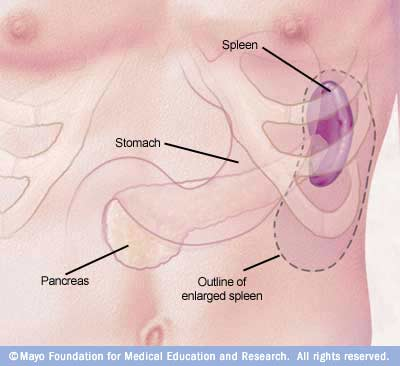 Spleen
Stomach
Pancreas
Outline of
enlarged spleen
© Mayo Foundation for Medical Education and Research. All rights reserved.